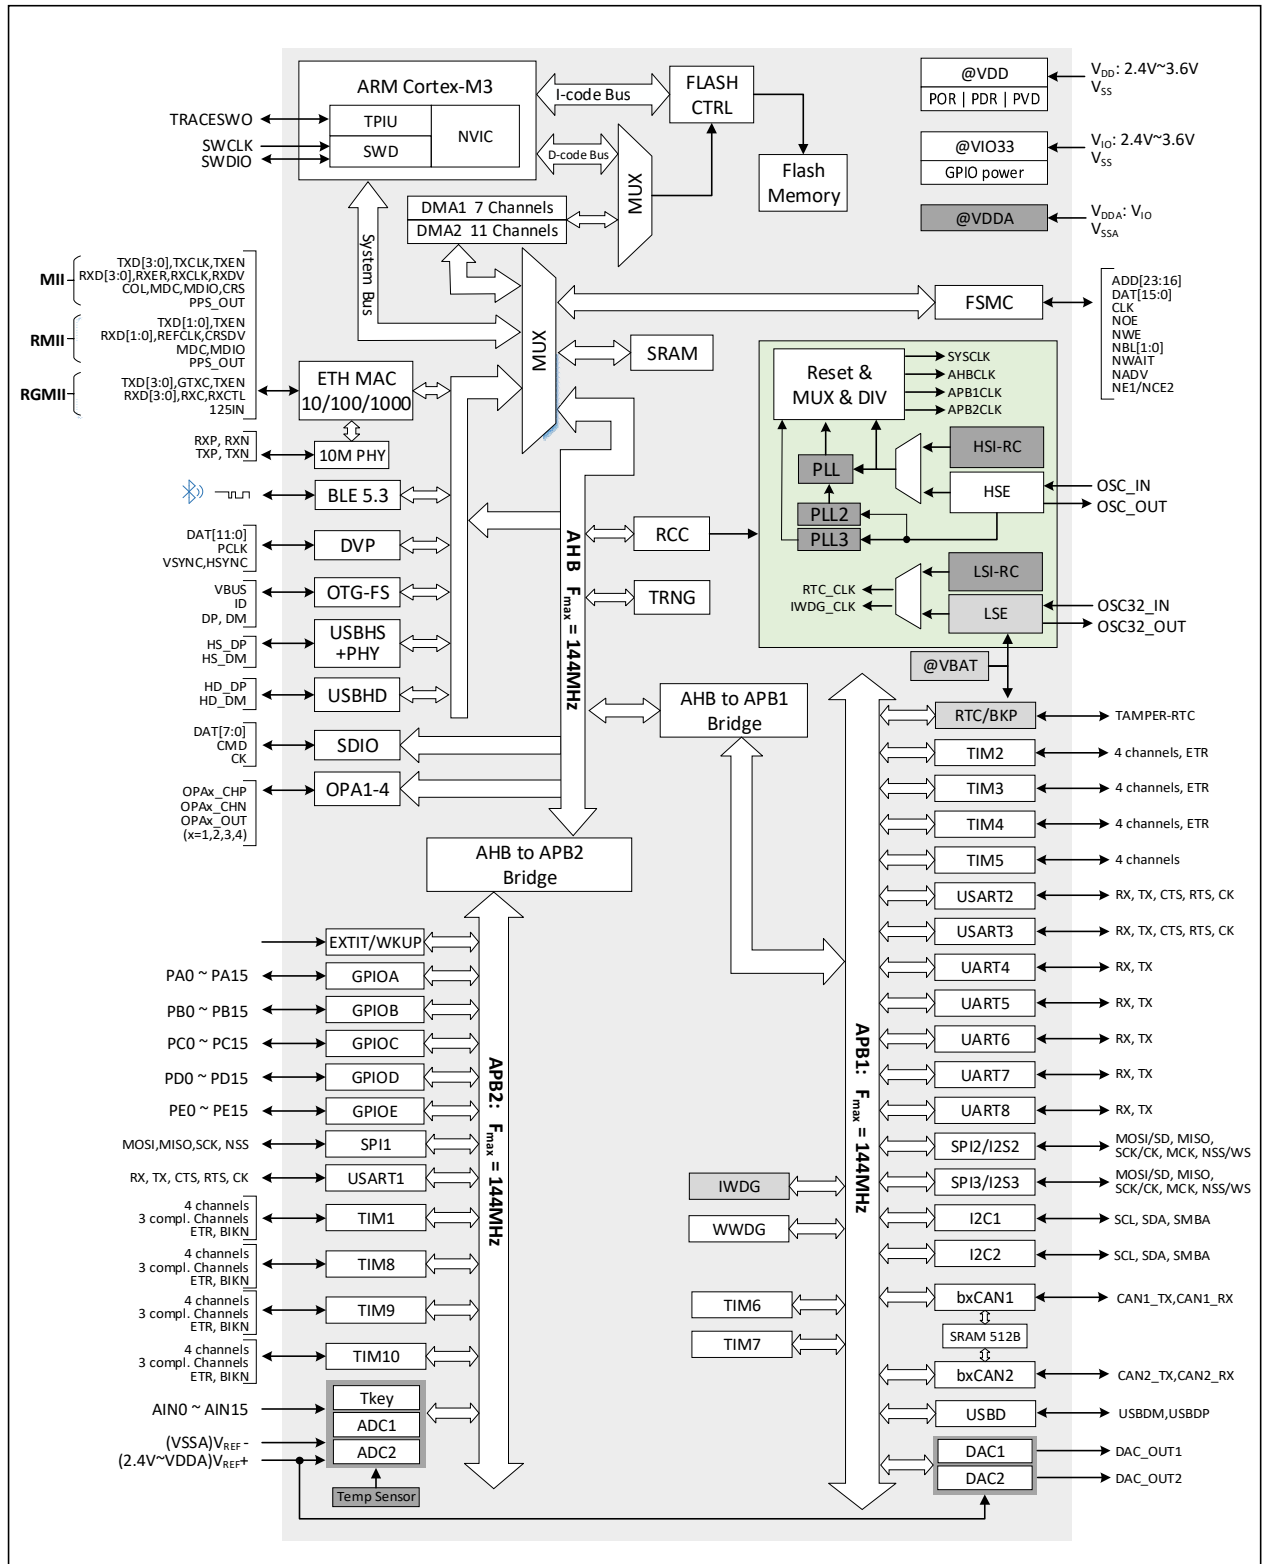 ARM Cortex-M3
TPIU
SWD
NVIC
TRACESWO
SWCLK
SWDIO
I-code Bus
D-code Bus
FLASH
CTRL
MUX
Flash
Memory
@VDD
POR | PDR | PVD
VDD: 2.4V~3.6V
VSS
@VIO33
GPIO power
VIO: 2.4V~3.6V
VSS
@VDDA
VDDA: VIO
VSSA
DMA1 7 Channels
DMA2 11 Channels
System Bus
MUX
MII
TXD[3:0],TXCLK,TXEN
RXD[3:0],RXER,RXCLK,RXDV
COL,MDC,MDIO,CRS
PPS_OUT
RMII
TXD[1:0],TXEN
RXD[1:0],REFCLK,CRSDV
MDC,MDIO
PPS_OUT
RGMII
TXD[3:0],GTXC,TXEN
RXD[3:0],RXC,RXCTL
125IN
ETH MAC
10/100/1000
RXP, RXN
TXP, TXN
10M PHY
BLE 5.3
DAT[11:0]
PCLK
VSYNC,HSYNC
DVP
VBUS
ID
DP, DM
OTG-FS
HS_DP
HS_DM
USBHS
+PHY
HD_DP
HD_DM
USBHD
DAT[7:0]
CMD
CK
SDIO
OPAx_CHP
OPAx_CHN
OPAx_OUT
(x=1,2,3,4)
OPA1-4
FSMC
ADD[23:16]
DAT[15:0]
CLK
NOE
NWE
NBL[1:0]
NWAIT
NADV
NE1/NCE2
SRAM
AHB Fmax = 144MHz
RCC
TRNG
Reset &
MUX & DIV
SYSCLK
AHBCLK
APB1CLK
APB2CLK
PLL
PLL2
PLL3
HSI-RC
HSE
OSC_IN
OSC_OUT
RTC_CLK
IWDG_CLK
LSI-RC
LSE
OSC32_IN
OSC32_OUT
@VBAT
AHB to APB1
Bridge
AHB to APB2
Bridge
EXTIT/WKUP
PA0 ~ PA15
GPIOA
PB0 ~ PB15
GPIOB
PC0 ~ PC15
GPIOC
PD0 ~ PD15
GPIOD
PE0 ~ PE15
GPIOE
MOSI,MISO,SCK, NSS
SPI1
RX, TX, CTS, RTS, CK
USART1
4 channels
3 compl. Channels
ETR, BIKN
TIM1
4 channels
3 compl. Channels
ETR, BIKN
TIM8
4 channels
3 compl. Channels
ETR, BIKN
TIM9
4 channels
3 compl. Channels
ETR, BIKN
TIM10
AIN0 ~ AIN15
(VSSA)VREF -
(2.4V~VDDA)VREF+
Tkey
ADC1
ADC2
Temp Sensor
APB2: Fmax = 144MHz
IWDG
WWDG
TIM6
TIM7
APB1: Fmax = 144MHz
RTC/BKP
TAMPER-RTC
TIM2
4 channels, ETR
TIM3
4 channels, ETR
TIM4
4 channels, ETR
TIM5
4 channels
USART2
RX, TX, CTS, RTS, CK
USART3
RX, TX, CTS, RTS, CK
UART4
RX, TX
UART5
RX, TX
UART6
RX, TX
UART7
RX, TX
UART8
RX, TX
SPI2/I2S2
MOSI/SD, MISO,
SCK/CK, MCK, NSS/WS
SPI3/I2S3
MOSI/SD, MISO,
SCK/CK, MCK, NSS/WS
I2C1
SCL, SDA, SMBA
I2C2
SCL, SDA, SMBA
bxCAN1
CAN1_TX,CAN1_RX
SRAM 512B
bxCAN2
CAN2_TX,CAN2_RX
USBD
USBDM,USBDP
DAC1
DAC_OUT1
DAC2
DAC_OUT2